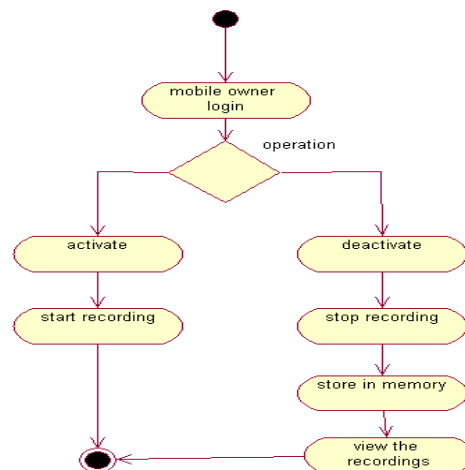 mobile owner
login
operation
activate
deactivate
start recording
stop recording
store in memory
view the
recordings